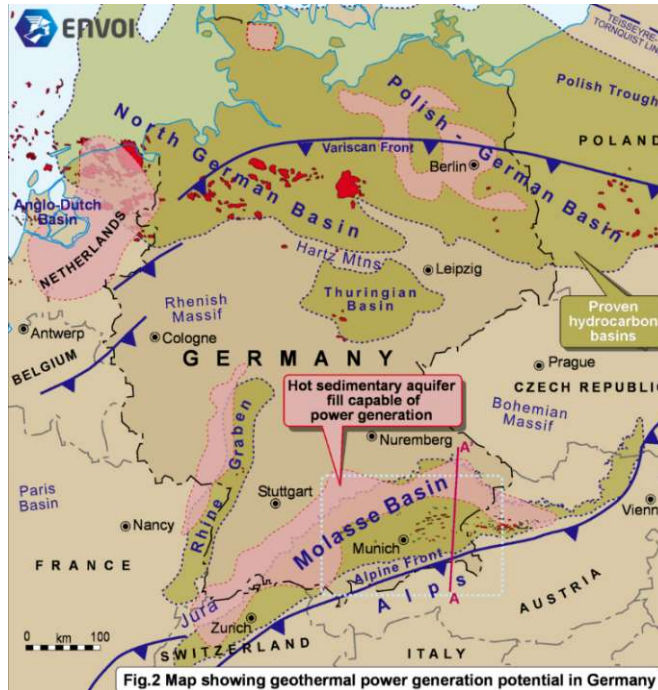 ENVOI
TEISSEYRE-
TORNQUIST LINE
Polish Trough
North German Basin
Polish - German Basin
POLAND
Variscan Front
Berlin
Anglo-Dutch
Basin
NETHERLANDS
Hartz Mtns
Leipzig
Thuringian
Basin
Proven
hydrocarbon
basins
Rhenish
Massif
Antwerp
Cologne
BELGIUM
GERMANY
Prague
CZECH REPUBLIC
Hot sedimentary aquifer
fill capable of
power generation
Bohemian
Massif
Nuremberg
A
Rhine Graben
Paris
Basin
Stuttgart
Molasse Basin
Nancy
Munich
Vienn
Alpine Front
FRANCE
Alps
A
AUSTRIA
Jura
Zurich
0 km 100
SWITZERLAND
ITALY
Fig.2 Map showing geothermal power generation potential in Germany